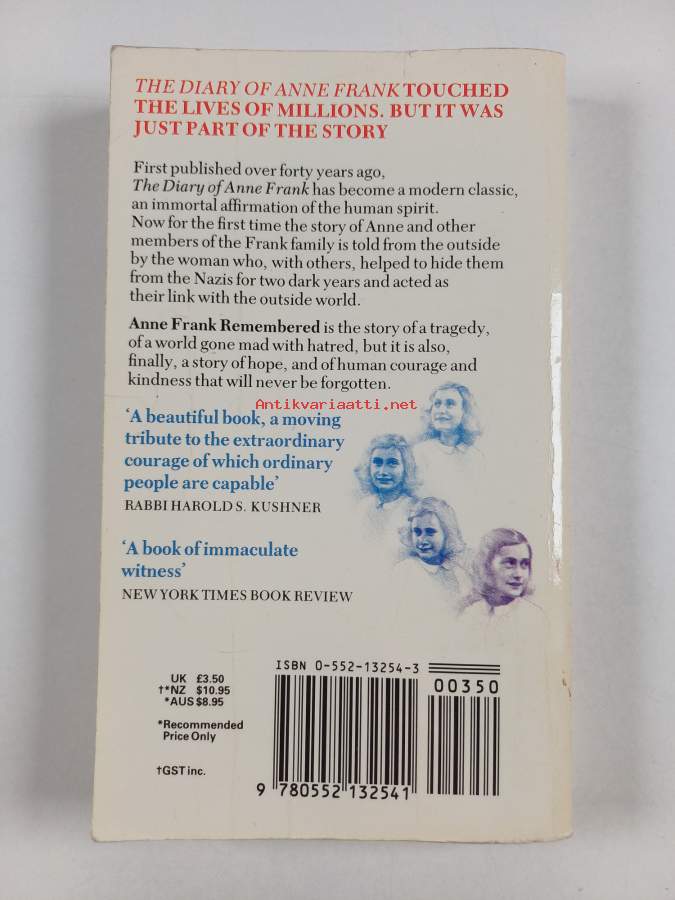 THE DIARY OF ANNE FRANK TOUCHED
THE LIVES OF MILLIONS. BUT IT WAS
JUST PART OF THE STORY
First published over forty years ago,
The Diary of Anne Frank has become a modern classic,
an immortal affirmation of the human spirit.
Now for the first time the story of Anne and other
members of the Frank family is told from the outside
by the woman who, with others, helped to hide them
from the Nazis for two dark years and acted as
their link with the outside world.
Anne Frank Remembered is the story of a tragedy,
of a world gone mad with hatred, but it is also,
finally, a story of hope, and of human courage and
kindness that will never be forgotten.
Antikvariaatti.net
‘A beautiful book, a moving
tribute to the extraordinary
courage of which ordinary
people are capable’
RABBI HAROLD S. KUSHNER
‘A book of immaculate
witness’
NEW YORK TIMES BOOK REVIEW
UK £3.50
†*NZ $10.95
*AUS $8.95
*Recommended
Price Only
†GST inc.
ISBN 0-552-13254-3
00350
9 780552 132541